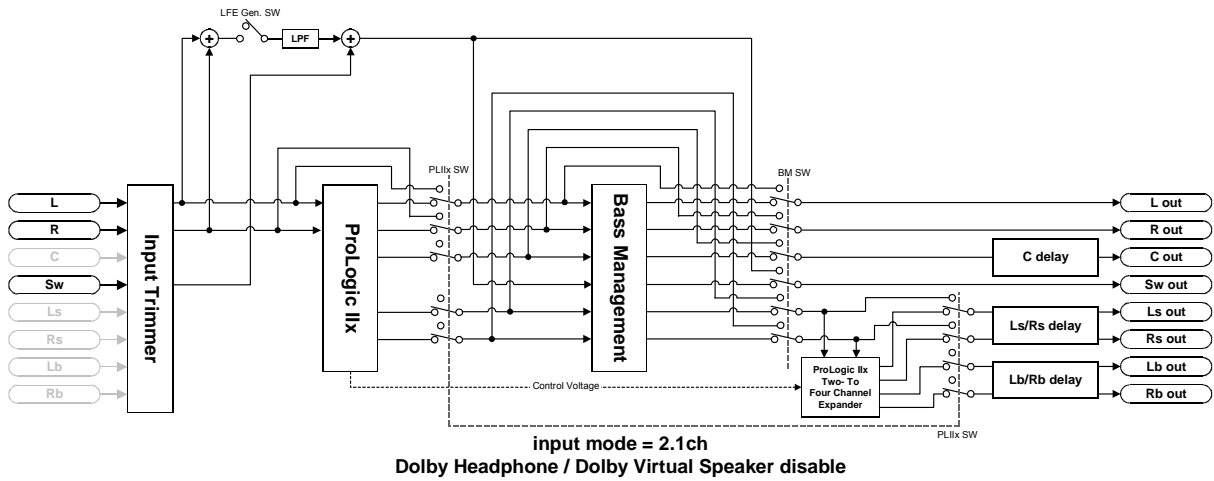 LFE Gen. SW
LPF
PLIIx SW
BM SW
L
R
C
Sw
Ls
Rs
Lb
Rb
Input Trimmer
ProLogic IIx
Bass Management
Control Voltage
ProLogic IIx
Two- To
Four Channel
Expander
C delay
Ls/Rs delay
Lb/Rb delay
L out
R out
C out
Sw out
Ls out
Rs out
Lb out
Rb out
PLIIx SW
input mode = 2.1ch
Dolby Headphone / Dolby Virtual Speaker disable